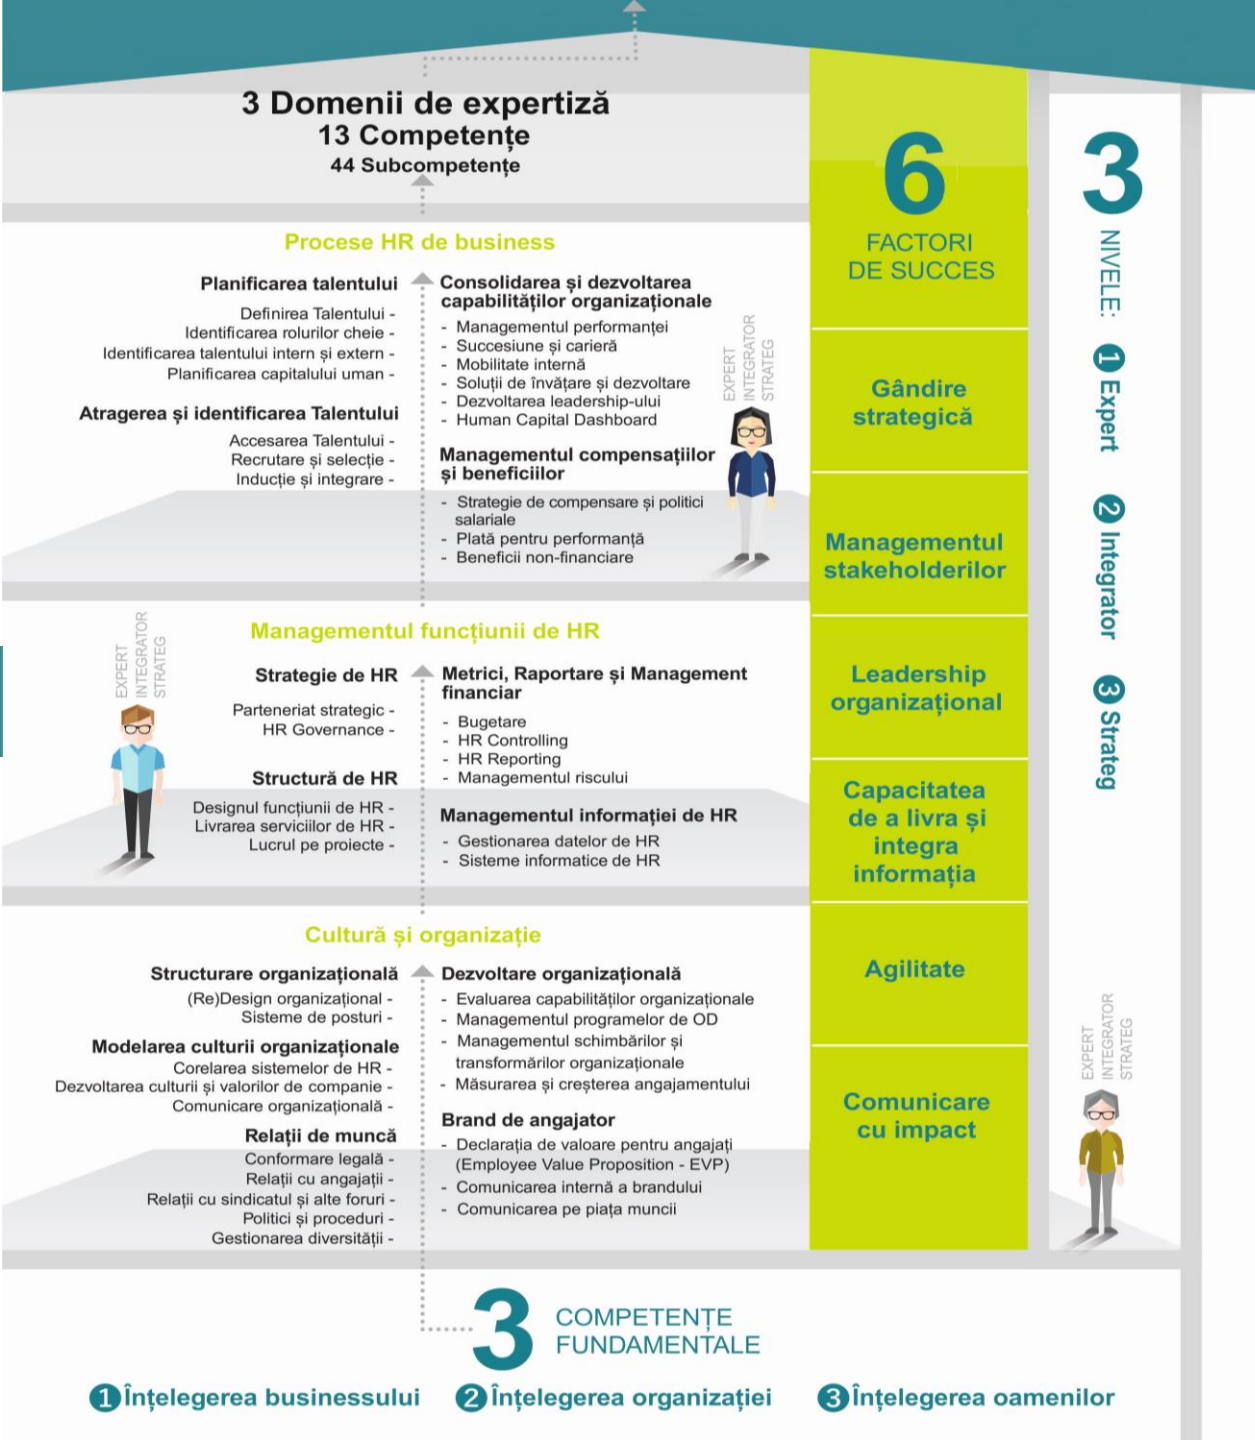 3 Domenii de expertiză
13 Competențe
44 Subcompetențe
Procese HR de business
Planificarea talentului
Definirea Talentului -
Identificarea rolurilor cheie -
Identificarea talentului intern și extern -
Planificarea capitalului uman -
Atragerea și identificarea Talentului
Accesarea Talentului -
Recrutare și selecție -
Inducție și integrare -
Consolidarea și dezvoltarea
capabilităților organizaționale
- Managementul performanței
- Succesiune și carieră
- Mobilitate internă
- Soluții de învățare și dezvoltare
- Dezvoltarea leadership-ului
- Human Capital Dashboard
Managementul compensațiilor
și beneficiilor
- Strategie de compensare și politici
salariale
- Plată pentru performanță
- Beneficii non-financiare
EXPERT
INTEGRATOR
STRATEG
Managementul funcțiunii de HR
EXPERT
INTEGRATOR
STRATEG
Strategie de HR
Parteneriat strategic -
HR Governance -
Structură de HR
Designul funcțiunii de HR -
Livrarea serviciilor de HR -
Lucrul pe proiecte -
Metrici, Raportare și Management
financiar
- Bugetare
- HR Controlling
- HR Reporting
- Managementul riscului
Managementul informației de HR
- Gestionarea datelor de HR
- Sisteme informatice de HR
Cultură și organizație
Structurare organizațională
(Re)Design organizațional -
Sisteme de posturi -
Modelarea culturii organizaționale
Corelarea sistemelor de HR -
Dezvoltarea culturii și valorilor de companie -
Comunicare organizațională -
Relații de muncă
Conformare legală -
Relații cu angajații -
Relații cu sindicatul și alte foruri -
Politici și proceduri -
Gestionarea diversității -
Dezvoltare organizațională
- Evaluarea capabilităților organizaționale
- Managementul programelor de OD
- Managementul schimbărilor și
transformărilor organizaționale
- Măsurarea și creșterea angajamentului
Brand de angajator
- Declarația de valoare pentru angajați
(Employee Value Proposition - EVP)
- Comunicarea internă a brandului
- Comunicarea pe piața muncii
6
FACTORI
DE SUCCES
Gândire
strategică
Managementul
stakeholderilor
Leadership
organizațional
Capacitatea
de a livra și
integra
informația
Agilitate
Comunicare
cu impact
3
NIVELE: 1 Expert 2 Integrator 3 Strateg
EXPERT
INTEGRATOR
STRATEG
3
COMPETENȚE
FUNDAMENTALE
1 Înțelegerea businessului
2 Înțelegerea organizației
3 Înțelegerea oamenilor